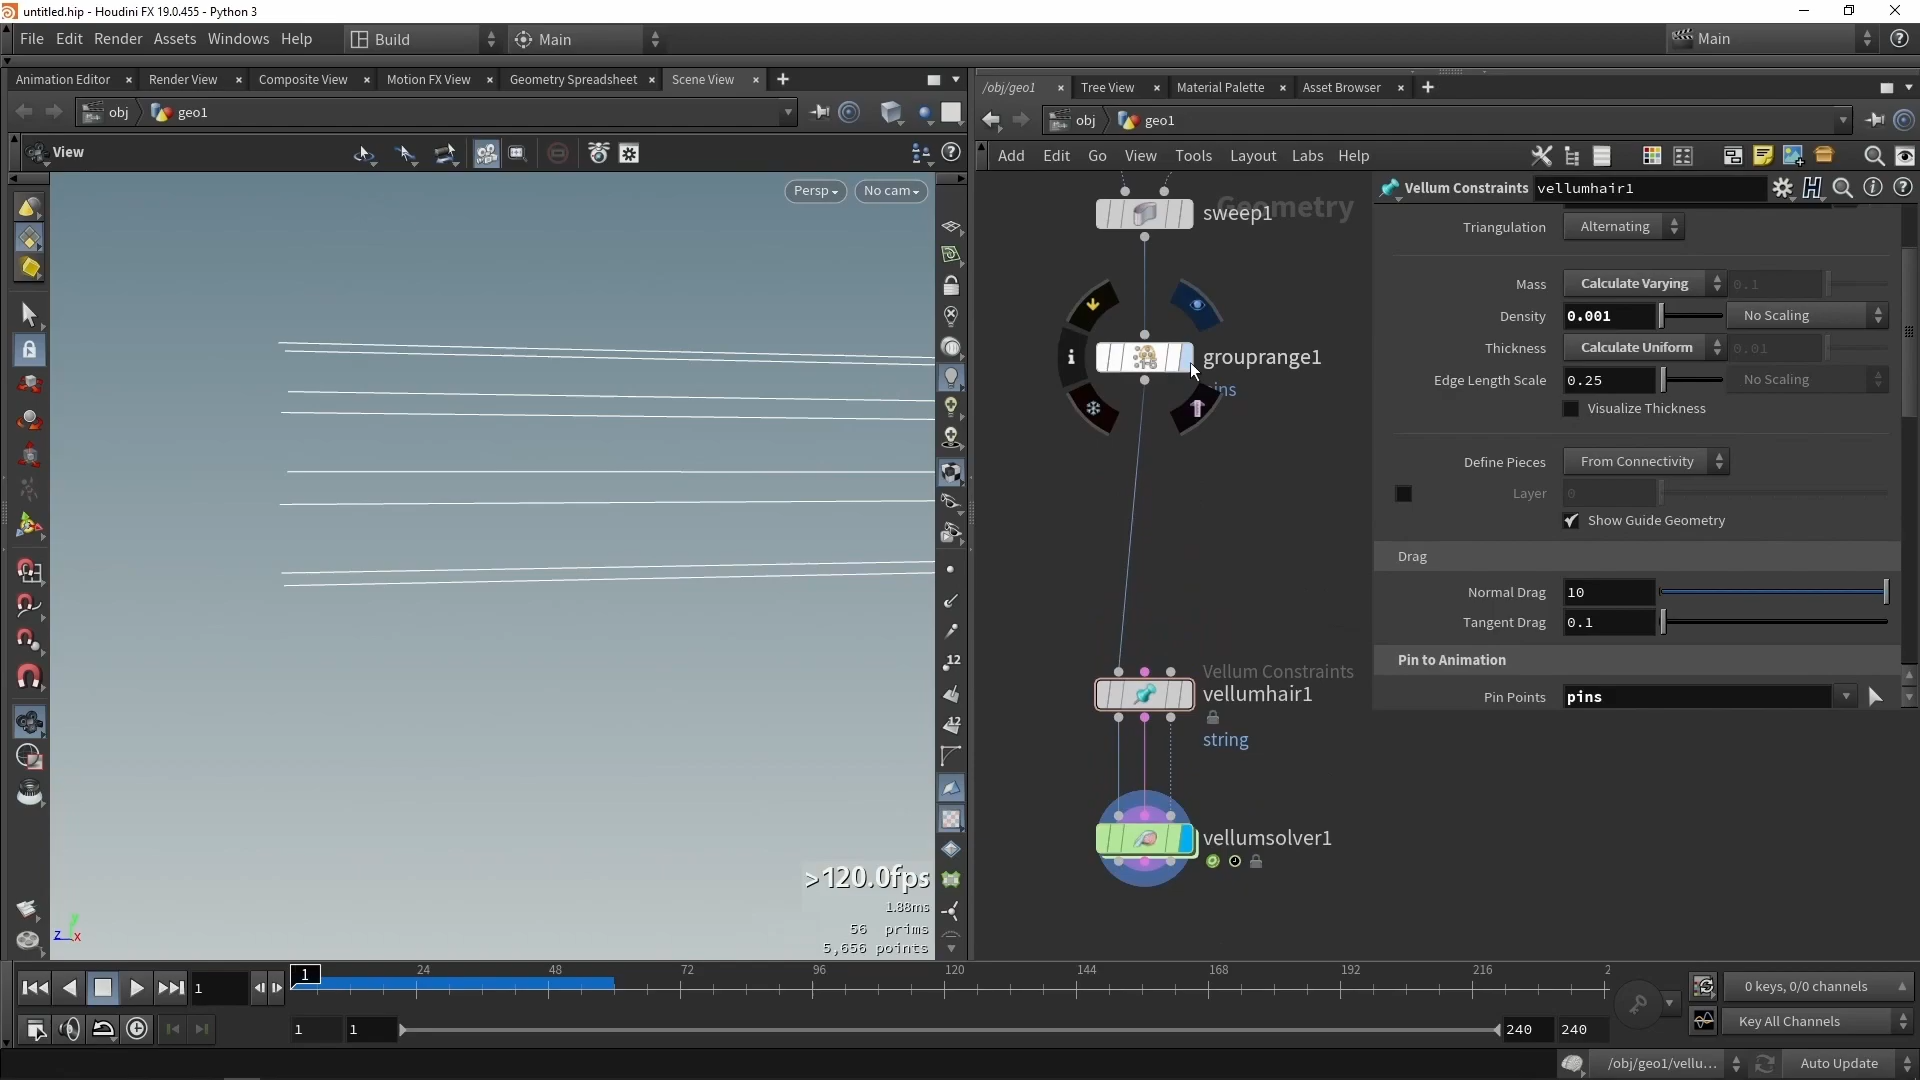 untitled.hip - Houdini FX 19.0.455 - Python 3
File Edit Render Assets Windows Help Build Main Main
Animation Editor Render View Composite View Motion FX View Geometry Spreadsheet Scene View
/obj/geo1 Tree View Material Palette Asset Browser
obj geo1
obj geo1
View
Add Edit Go View Tools Layout Labs Help
Persp No cam
Vellum Constraints vellumhair1
Geometry
sweep1
grouprange1
Vellum Constraints
vellumhair1
string
vellumsolver1
Triangulation Alternating
Mass Calculate Varying 0.1
Density 0.001 No Scaling
Thickness Calculate Uniform 0.01
Edge Length Scale 0.25 No Scaling
Visualize Thickness
Define Pieces From Connectivity
Layer 0
Show Guide Geometry
Drag
Normal Drag 10
Tangent Drag 0.1
Pin to Animation
Pin Points pins
12
12
>120.0fps
1.88ms
56 prims
5,656 points
z x
1 1 24 48 72 96 120 144 168 192 216 2
0 keys, 0/0 channels
1 1 240 240 Key All Channels
/obj/geo1/vellu... Auto Update